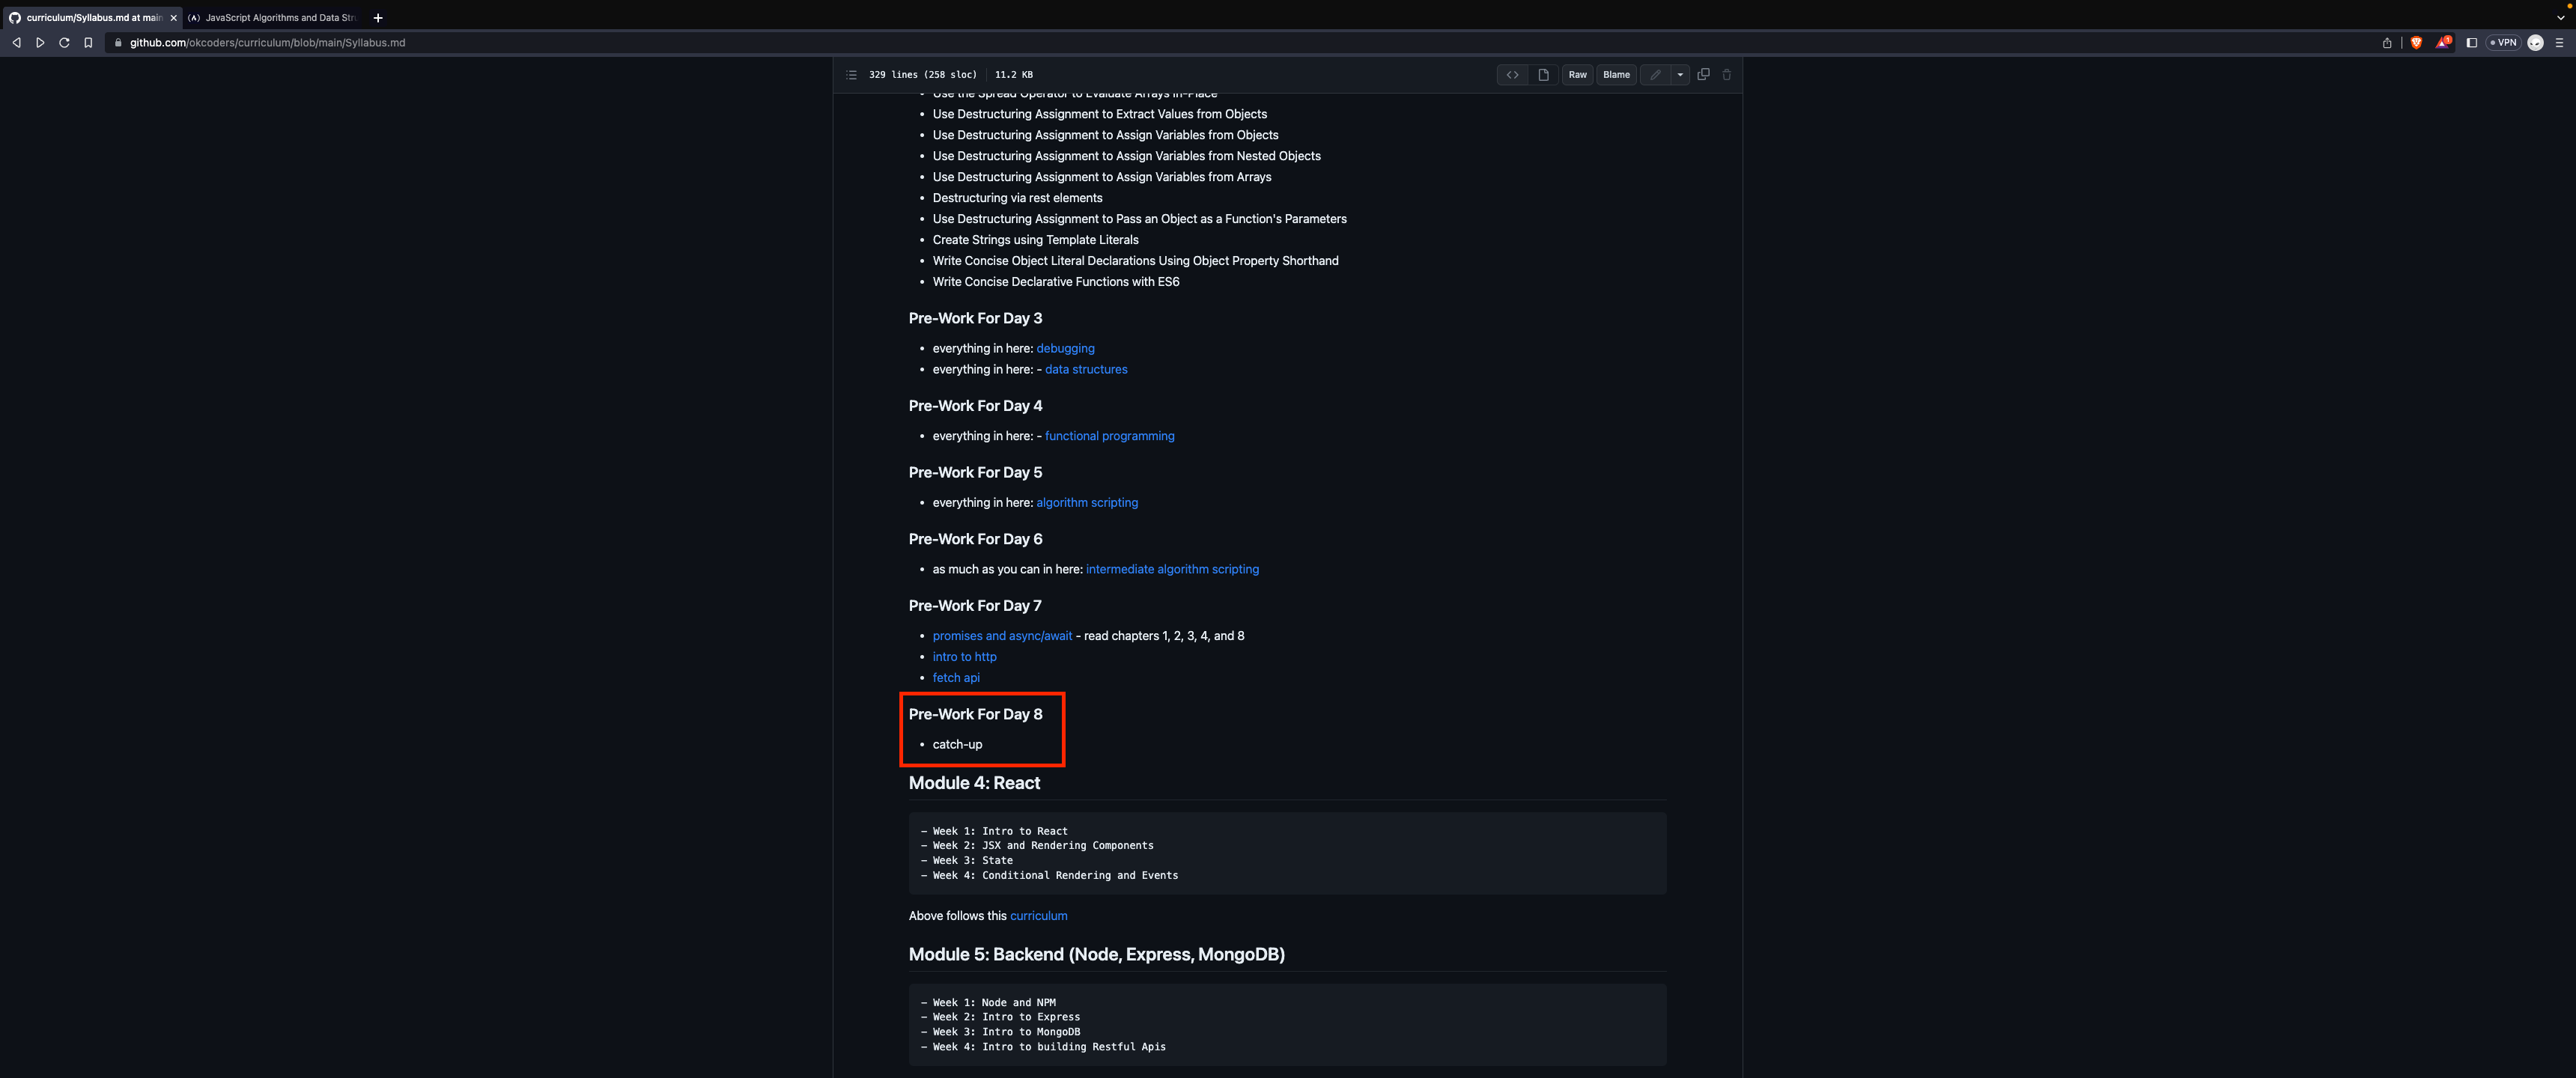 curriculum/Syllabus.md at main
JavaScript Algorithms and Data Str
github.com/okcoders/curriculum/blob/main/Syllabus.md
1
VPN
329 lines (258 sloc)
11.2 KB
Raw
Blame
Use the Spread Operator to Evaluate Arrays In-Place
• Use Destructuring Assignment to Extract Values from Objects
• Use Destructuring Assignment to Assign Variables from Objects
• Use Destructuring Assignment to Assign Variables from Nested Objects
• Use Destructuring Assignment to Assign Variables from Arrays
• Destructuring via rest elements
• Use Destructuring Assignment to Pass an Object as a Function's Parameters
• Create Strings using Template Literals
• Write Concise Object Literal Declarations Using Object Property Shorthand
• Write Concise Declarative Functions with ES6
Pre-Work For Day 3
• everything in here: debugging
• everything in here: - data structures
Pre-Work For Day 4
• everything in here: - functional programming
Pre-Work For Day 5
• everything in here: algorithm scripting
Pre-Work For Day 6
• as much as you can in here: intermediate algorithm scripting
Pre-Work For Day 7
• promises and async/await - read chapters 1, 2, 3, 4, and 8
• intro to http
• fetch api
Pre-Work For Day 8
• catch-up
Module 4: React
- Week 1: Intro to React
- Week 2: JSX and Rendering Components
- Week 3: State
- Week 4: Conditional Rendering and Events
Above follows this curriculum
Module 5: Backend (Node, Express, MongoDB)
- Week 1: Node and NPM
- Week 2: Intro to Express
- Week 3: Intro to MongoDB
- Week 4: Intro to building Restful Apis